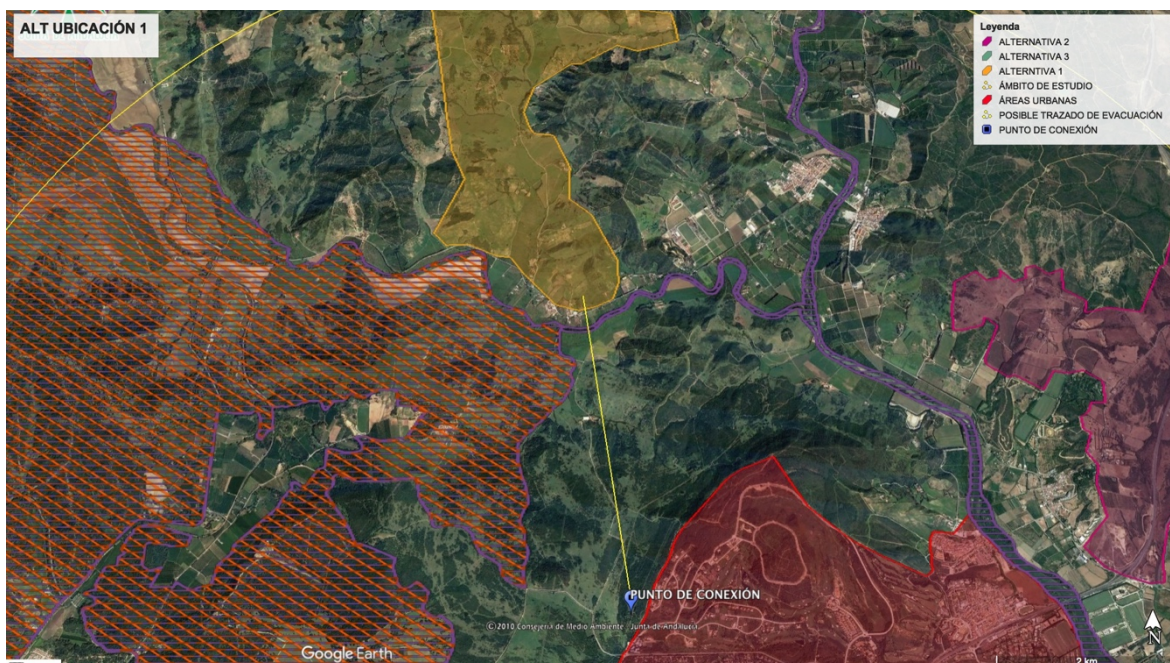 ALT UBICACIÓN 1
Leyenda
ALTERNATIVA 2
ALTERNATIVA 3
ALTERNTIVA 1
ÁMBITO DE ESTUDIO
ÁREAS URBANAS
POSIBLE TRAZADO DE EVACUACIÓN
PUNTO DE CONEXIÓN
PUNTO DE CONEXIÓN
© 2010 Consejería de Medio Ambiente, Junta de Andalucía
Google Earth
N
2 km